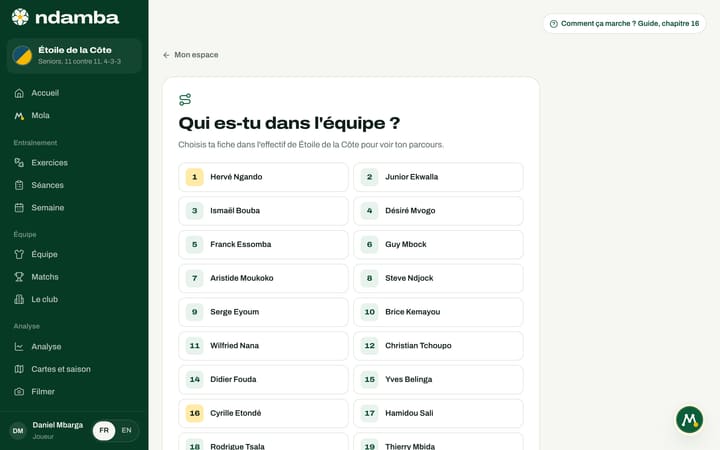 ndamba
Étoile de la Côte
Seniors, 11 contre 11, 4-3-3
Accueil
Mola
Entraînement
Exercices
Séances
Semaine
Équipe
Équipe
Matchs
Le club
Analyse
Analyse
Cartes et saison
Filmer
DM
Daniel Mbarga
Joueur
FR
EN
Comment ça marche ? Guide, chapitre 16
Mon espace
Qui es-tu dans l'équipe ?
Choisis ta fiche dans l'effectif de Étoile de la Côte pour voir ton parcours.
1 Hervé Ngando
2 Junior Ekwalla
3 Ismaël Bouba
4 Désiré Mvogo
5 Franck Essomba
6 Guy Mbock
7 Aristide Moukoko
8 Steve Ndjock
9 Serge Eyoum
10 Brice Kemayou
11 Wilfried Nana
12 Christian Tchoupo
14 Didier Fouda
15 Yves Belinga
16 Cyrille Etondé
17 Hamidou Sali
18 Rodrigue Tsala
19 Thierry Mbida